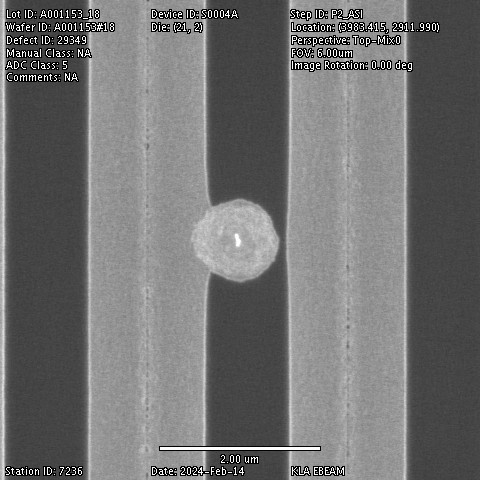 Lot ID: A001153_18
Wafer ID: A001153#18
Defect ID: 29349
Manual Class: NA
ADC Class: 5
Comments: NA
Device ID: S0004A
Die: (21, 2)
Step ID: P2_ASI
Location: (3983.415, 2911.990)
Perspective: Top-Mix0
FOV: 6.00um
Image Rotation: 0.00 deg
2.00 um
Station ID: 7236
Date: 2024-Feb-14
KLA EBEAM